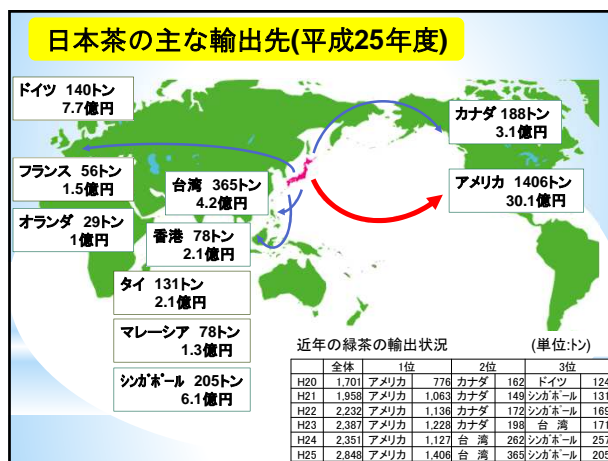 日本茶の主な輸出先(平成25年度)
ドイツ 140トン
7.7億円
カナダ 188トン
3.1億円
フランス 56トン
1.5億円
台湾 365トン
4.2億円
アメリカ 1406トン
30.1億円
オランダ 29トン
1億円
香港 78トン
2.1億円
タイ 131トン
2.1億円
マレーシア 78トン
1.3億円
シンガポール 205トン
6.1億円
近年の緑茶の輸出状況 (単位:トン)
全体 1位 2位 3位
H20 1,701 アメリカ 776 カナダ 162 ドイツ 124
H21 1,958 アメリカ 1,063 カナダ 149 シンガポール 131
H22 2,232 アメリカ 1,136 カナダ 172 シンガポール 169
H23 2,387 アメリカ 1,228 カナダ 198 台 湾 171
H24 2,351 アメリカ 1,127 台 湾 262 シンガポール 257
H25 2,848 アメリカ 1,406 台 湾 365 シンガポール 205